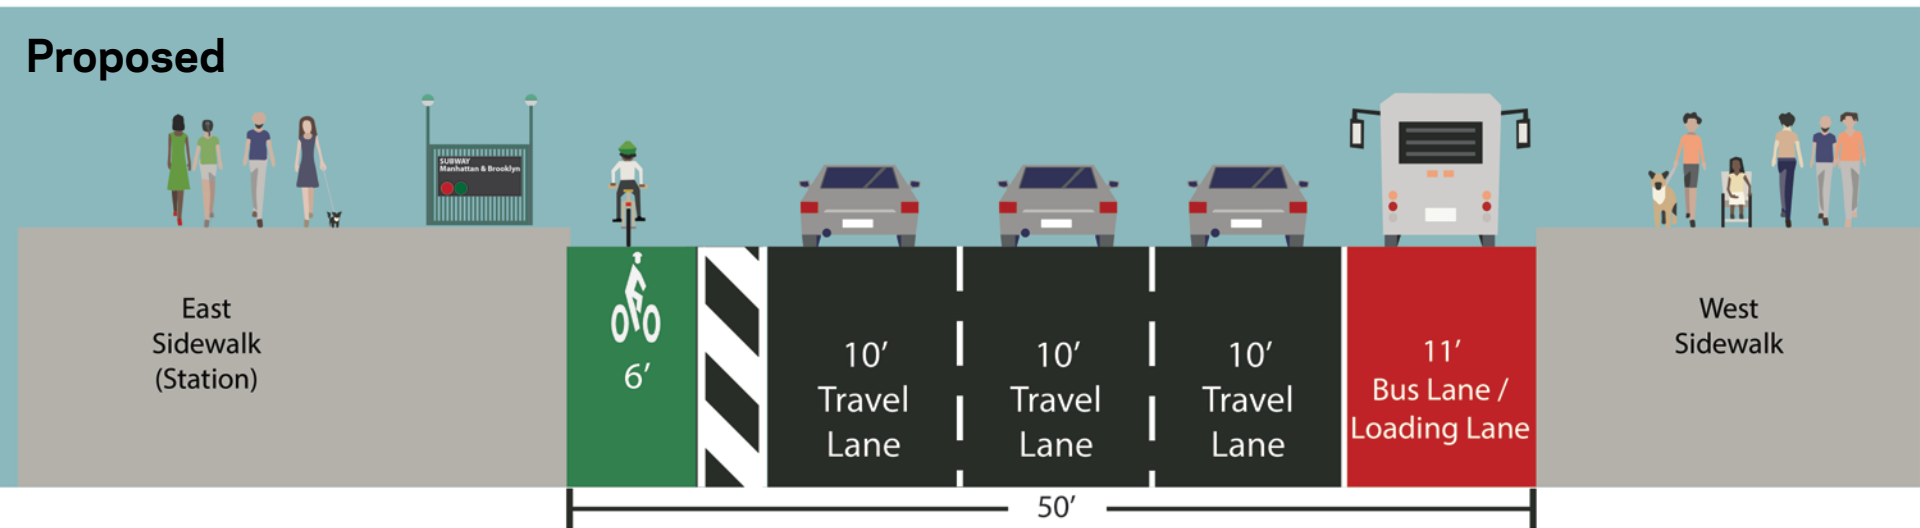 Proposed
SUBWAY
Manhattan & Brooklyn
East
Sidewalk
(Station)
6’
10’
Travel
Lane
10’
Travel
Lane
10’
Travel
Lane
11’
Bus Lane /
Loading Lane
West
Sidewalk
50’